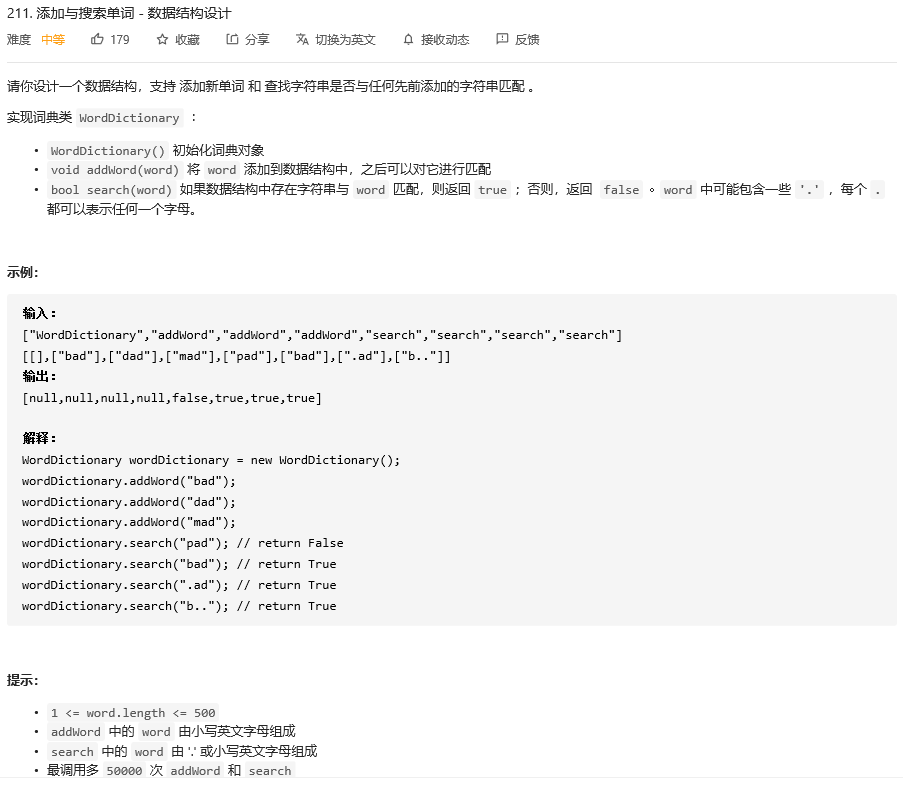 211. 添加与搜索单词 - 数据结构设计
难度 中等 179 收藏 分享 切换为英文 接收动态 反馈
请你设计一个数据结构，支持 添加新单词 和 查找字符串是否与任何先前添加的字符串匹配 。
实现词典类 WordDictionary ：
• WordDictionary() 初始化词典对象
• void addWord(word) 将 word 添加到数据结构中，之后可以对它进行匹配
• bool search(word) 如果数据结构中存在字符串与 word 匹配，则返回 true ；否则，返回 false 。word 中可能包含一些 '.' ，每个 .
都可以表示任何一个字母。
示例：
输入：
["WordDictionary","addWord","addWord","addWord","search","search","search","search"]
[[],["bad"],["dad"],["mad"],["pad"],["bad"],[".ad"],["b.."]]
输出：
[null,null,null,null,false,true,true,true]
解释：
WordDictionary wordDictionary = new WordDictionary();
wordDictionary.addWord("bad");
wordDictionary.addWord("dad");
wordDictionary.addWord("mad");
wordDictionary.search("pad"); // return False
wordDictionary.search("bad"); // return True
wordDictionary.search(".ad"); // return True
wordDictionary.search("b.."); // return True
提示：
• 1 <= word.length <= 500
• addWord 中的 word 由小写英文字母组成
• search 中的 word 由 '.' 或小写英文字母组成
• 最调用多 50000 次 addWord 和 search